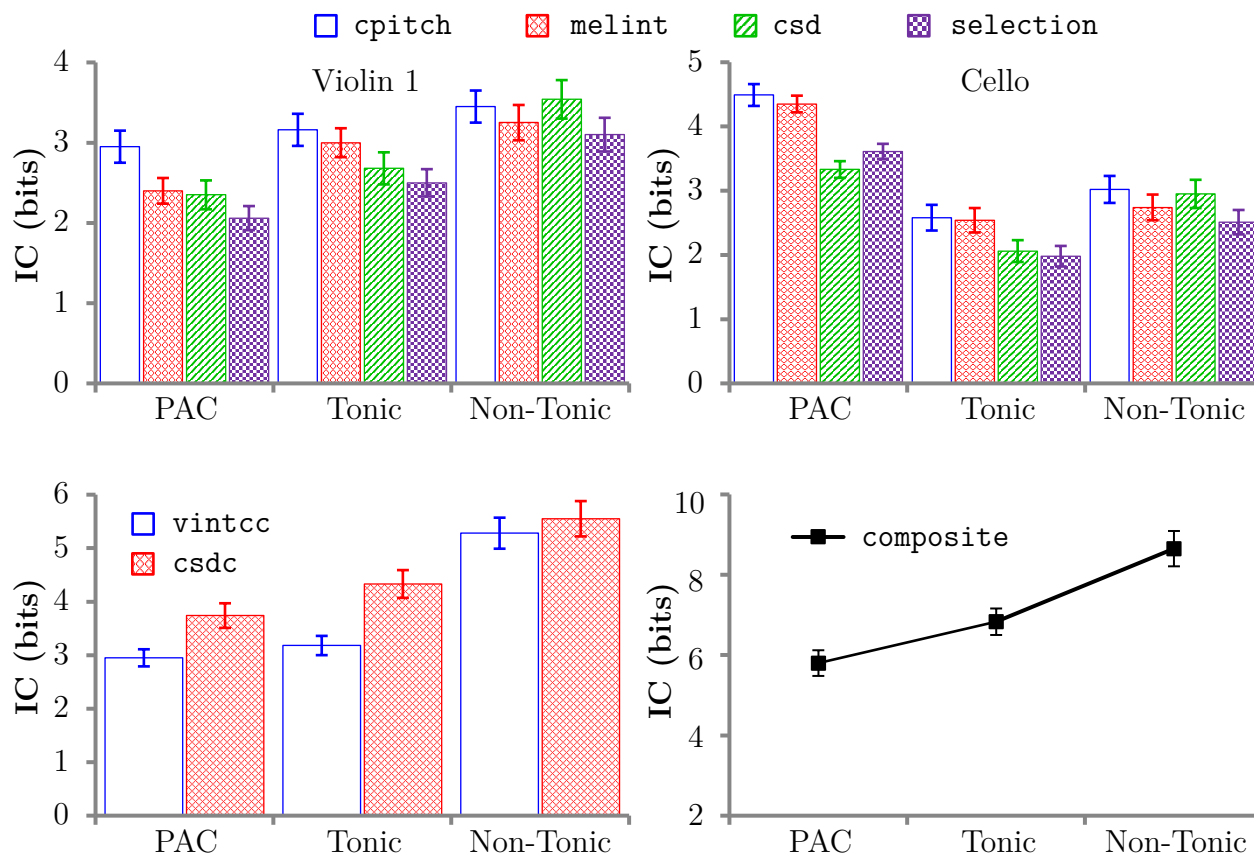 cpitch melint csd selection
Violin 1
IC (bits)
4
3
2
1
0
PAC Tonic Non-Tonic
Cello
IC (bits)
5
4
3
2
1
0
PAC Tonic Non-Tonic
vintcc
csdc
IC (bits)
6
5
4
3
2
1
0
PAC Tonic Non-Tonic
composite
IC (bits)
10
8
6
4
2
PAC Tonic Non-Tonic